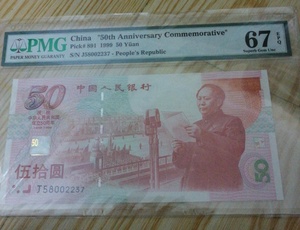 PMG
PAPER MONEY GUARANTY
China "50th Anniversary Commemorative"
Pick# 891 1999 50 Yuan
S/N J58002237 - People's Republic
67 EPQ
Superb Gem Unc
中国人民银行
50
50
伍拾圆
J58002237
50